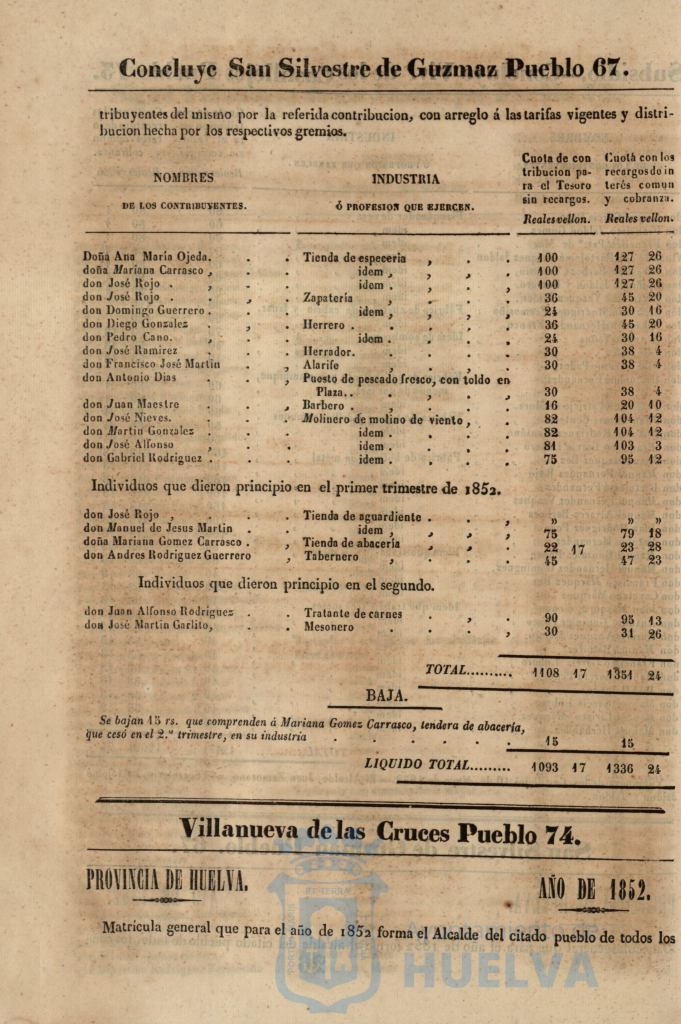 Concluye San Silvestre de Guzmaz Pueblo 67.
tribuyentes del mismo por la referida contribucion, con arreglo á las tarifas vigentes y distri-
bucion hecha por los respectivos gremios.
NOMBRES
DE LOS CONTRIBUYENTES.
INDUSTRIA
Ó PROFESION QUE EJERCEN.
Cuota de con
tribucion pa-
ra el Tesoro
sin recargos.
Reales vellon.
Cuotá con los
recargos de in
terés comun
y cobranza.
Reales vellon.
Doña Ana María Ojeda. . . Tienda de especeria , . . 100 127 26
doña Mariana Carrasco , . . idem , , . 100 127 26
don José Rojo . , . . idem , . . 100 127 26
don José Rojo . . , . Zapatería , . . 36 45 20
don Domingo Guerrero . . . idem , . . 24 30 16
don Diego Gonzalez . , . Herrero . . . . 36 45 20
don Pedro Cano. , . . idem . . . , 24 30 16
don José Ramirez . . . Herrador. . . . 30 38 4
don Francisco José Martin . , Alarife , . . 30 38 4
don Antonio Dias . . , Puesto de pescado fresco, con toldo en
Plaza. . . . . 30 38 4
don Juan Maestre . . , Barbero . , . . 16 20 10
don José Nieves. . . . Molinero de molino de viento, . 82 104 12
don Martin Gonzalez . . . idem . . . . 82 104 12
don José Alfonso , . . idem . . . . 81 103 3
don Gabriel Rodriguez . . . idem . . . . 75 95 12
Individuos que dieron principio en el primer trimestre de 1852.
don José Rojo , . . Tienda de aguardiente . . , » » »
don Manuel de Jesus Martin . . idem , , . 75 79 18
doña Mariana Gomez Carrasco . , Tienda de abacería , , . 22 17 23 28
don Andres Rodriguez Guerrero , Tabernero , . . 45 47 23
Individuos que dieron principio en el segundo.
don Juan Alfonso Rodriguez . . Tratante de carnes . , . 90 95 13
don José Martin Garlito, . . Mesonero . . . , 30 31 26
TOTAL.......... 1108 17 1351 24
BAJA.
Se bajan 15 rs. que comprenden á Mariana Gomez Carrasco, tendera de abacería,
que cesó en el 2.º trimestre, en su industria . . . . . , 15 15
LIQUIDO TOTAL......... 1093 17 1336 24
Villanueva de las Cruces Pueblo 74.
PROVINCIA DE HUELVA.
AÑO DE 1852.
Matrícula general que para el año de 1852 forma el Alcalde del citado pueblo de todos los
HUELVA